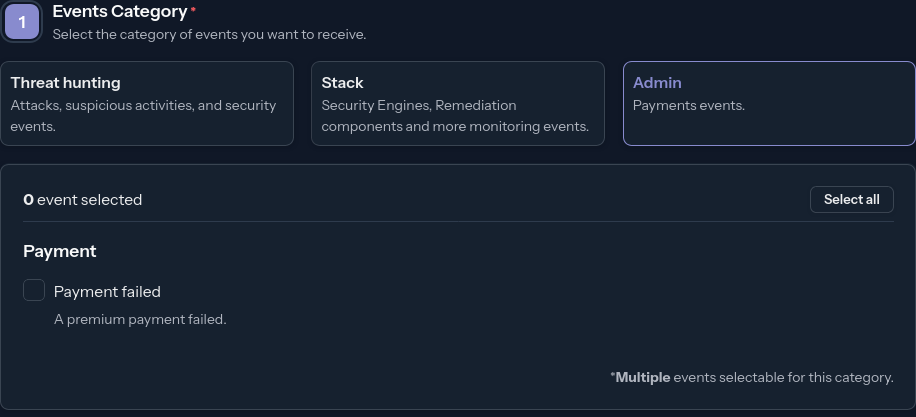 1
Events Category *
Select the category of events you want to receive.
Threat hunting
Attacks, suspicious activities, and security
events.
Stack
Security Engines, Remediation
components and more monitoring events.
Admin
Payments events.
0 event selected
Select all
Payment
Payment failed
A premium payment failed.
*Multiple events selectable for this category.